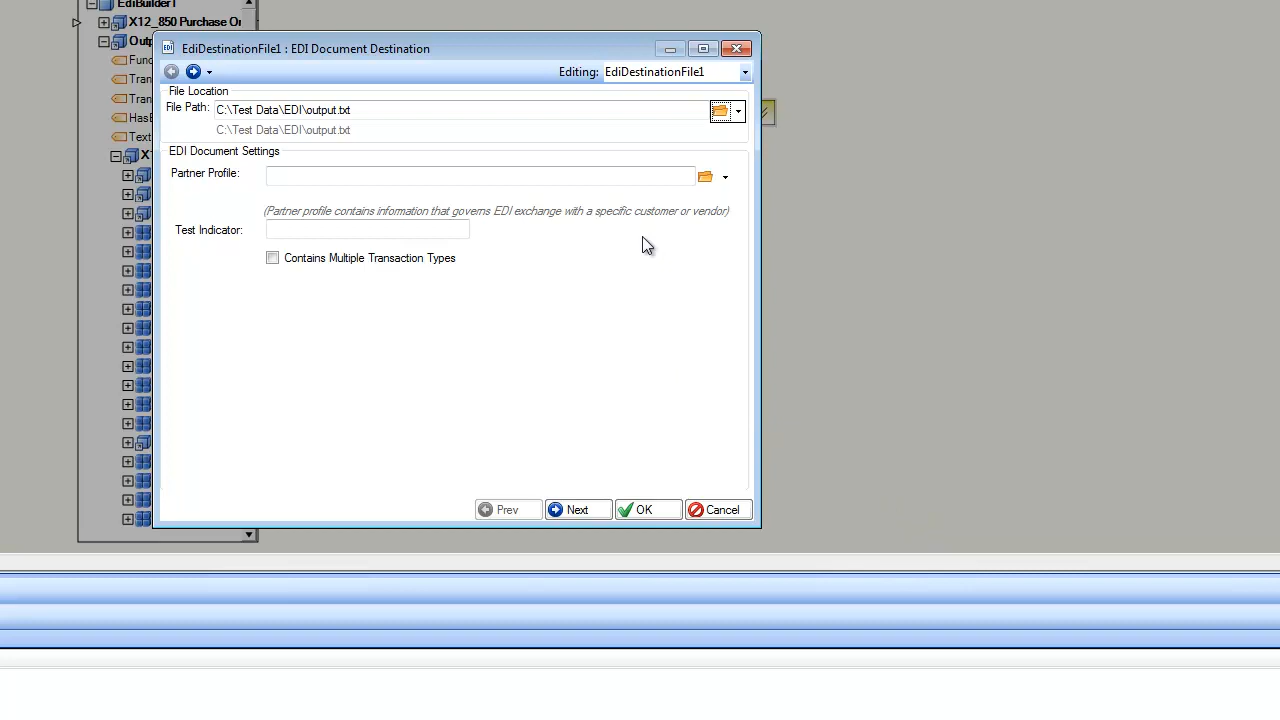 EdiBuilder1
X12_850 Purchase Or
Outp
EdiDestinationFile1 : EDI Document Destination
Func
Editing: EdiDestinationFile1
Tran
File Location
Tran
File Path: C:\Test Data\EDI\output.txt
HasE
C:\Test Data\EDI\output.txt
Text
EDI Document Settings
X1
Partner Profile:
(Partner profile contains information that governs EDI exchange with a specific customer or vendor)
Test Indicator:
Contains Multiple Transaction Types
Prev Next OK Cancel